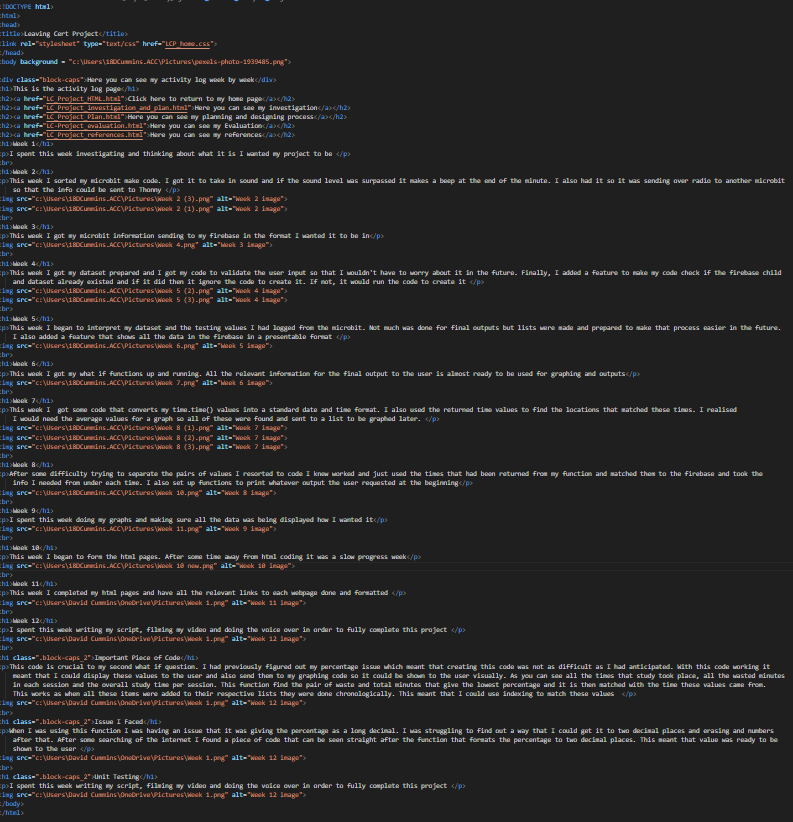 <!DOCTYPE html>
<html>
<head>
<title>Leaving Cert Project</title>
<link rel="stylesheet" type="text/css" href="LCP_home.css">
</head>
<body background = "c:\Users\18DCummins.ACC\Pictures\pexels-photo-1939485.png">
<div class="block-caps">Here you can see my activity log week by week</div>
<h1>This is the activity log page</h1>
<h2><a href="LC_Project_HTML.html">Click here to return to my home page</a></h2>
<h2><a href="LC_Project_investigation_and_plan.html">Here you can see my investigation</a></h2>
<h2><a href="LC_Project_Plan.html">Here you can see my planning and designing process</a></h2>
<h2><a href="LC-Project_evaluation.html">Here you can see my Evaluation</a></h2>
<h2><a href="LC_Project_references.html">Here you can see my references</a></h2>
<h1>Week 1</h1>
<p>I spent this week investigating and thinking about what it is I wanted my project to be </p>
<br>
<h1>Week 2</h1>
<p>This week I sorted my microbit make code. I got it to take in sound and if the sound level was surpassed it makes a beep at the end of the minute. I also had it so it was sending over radio to another microbit
so that the info could be sent to Thonny </p>
<img src="c:\Users\18DCummins.ACC\Pictures\Week 2 (3).png" alt="Week 2 image">
<img src="c:\Users\18DCummins.ACC\Pictures\Week 2 (1).png" alt="Week 2 image">
<br>
<h1>Week 3</h1>
<p>This week I got my microbit information sending to my firebase in the format I wanted it to be in</p>
<img src="c:\Users\18DCummins.ACC\Pictures\Week 4.png" alt="Week 3 image">
<br>
<h1>Week 4</h1>
<p>This week I got my dataset prepared and I got my code to validate the user input so that I wouldn't have to worry about it in the future. Finally, I added a feature to make my code check if the firebase child
and dataset already existed and if it did then it ignore the code to create it. If not, it would run the code to create it </p>
<img src="c:\Users\18DCummins.ACC\Pictures\Week 5 (2).png" alt="Week 4 image">
<img src="c:\Users\18DCummins.ACC\Pictures\Week 5 (3).png" alt="Week 4 image">
<br>
<h1>Week 5</h1>
<p>This week I began to interpret my dataset and the testing values I had logged from the microbit. Not much was done for final outputs but lists were made and prepared to make that process easier in the future.
I also added a feature that shows all the data in the firebase in a presentable format </p>
<img src="c:\Users\18DCummins.ACC\Pictures\Week 6.png" alt="Week 5 image">
<br>
<h1>Week 6</h1>
<p>This week I got my what if functions up and running. All the relevant information for the final output to the user is almost ready to be used for graphing and outputs</p>
<img src="c:\Users\18DCummins.ACC\Pictures\Week 7.png" alt="Week 6 image">
<br>
<h1>Week 7</h1>
<p>This week I  got some code that converts my time.time() values into a standard date and time format. I also used the returned time values to find the locations that matched these times. I realised
I would need the average values for a graph so all of these were found and sent to a list to be graphed later. </p>
<img src="c:\Users\18DCummins.ACC\Pictures\Week 8 (1).png" alt="Week 7 image">
<img src="c:\Users\18DCummins.ACC\Pictures\Week 8 (2).png" alt="Week 7 image">
<img src="c:\Users\18DCummins.ACC\Pictures\Week 8 (3).png" alt="Week 7 image">
<br>
<h1>Week 8</h1>
<p>After some difficulty trying to separate the pairs of values I resorted to code I knew worked and just used the times that had been returned from my function and matched them to the firebase and took the
info I needed from under each time. I also set up functions to print whatever output the user requested at the beginning</p>
<img src="c:\Users\18DCummins.ACC\Pictures\Week 10.png" alt="Week 8 image">
<br>
<h1>Week 9</h1>
<p>I spent this week doing my graphs and making sure all the data was being displayed how I wanted it</p>
<img src="c:\Users\18DCummins.ACC\Pictures\Week 11.png" alt="Week 9 image">
<br>
<h1>Week 10</h1>
<p>This week I began to form the html pages. After some time away from html coding it was a slow progress week</p>
<img src="c:\Users\18DCummins.ACC\Pictures\Week 10 new.png" alt="Week 10 image">
<br>
<h1>Week 11</h1>
<p>This week I completed my html pages and have all the relevant links to each webpage done and formatted </p>
<img src="c:\Users\David Cummins\OneDrive\Pictures\Week 1.png" alt="Week 11 image">
<br>
<h1>Week 12</h1>
<p>I spent this week writing my script, filming my video and doing the voice over in order to fully complete this project </p>
<img src="c:\Users\David Cummins\OneDrive\Pictures\Week 1.png" alt="Week 12 image">
<br>
<h1 class=".block-caps_2">Important Piece of Code</h1>
<p>This code is crucial to my second what if question. I had previously figured out my percentage issue which meant that creating this code was not as difficult as I had anticipated. With this code working it
meant that I could display these values to the user and also send them to my graphing code so it could be shown to the user visually. As you can see all the times that study took place, all the wasted minutes
in each session and the overall study time per session. This function find the pair of waste and total minutes that give the lowest percentage and it is then matched with the time these values came from.
This works as when all these items were added to their respective lists they were done chronologically. This meant that I could use indexing to match these values  </p>
<img src="c:\Users\David Cummins\OneDrive\Pictures\Week 1.png" alt="Week 12 image">
<br>
<h1 class=".block-caps_2">Issue I Faced</h1>
<p>When I was using this function I was having an issue that it was giving the percentage as a long decimal. I was struggling to find out a way that I could get it to two decimal places and erasing and numbers
after that. After some searching of the internet I found a piece of code that can be seen straight after the function that formats the percentage to two decimal places. This meant that value was ready to be
shown to the user </p>
<img src="c:\Users\David Cummins\OneDrive\Pictures\Week 1.png" alt="Week 12 image">
<br>
<h1 class=".block-caps_2">Unit Testing</h1>
<p>I spent this week writing my script, filming my video and doing the voice over in order to fully complete this project </p>
<img src="c:\Users\David Cummins\OneDrive\Pictures\Week 1.png" alt="Week 12 image">
</body>
</html>